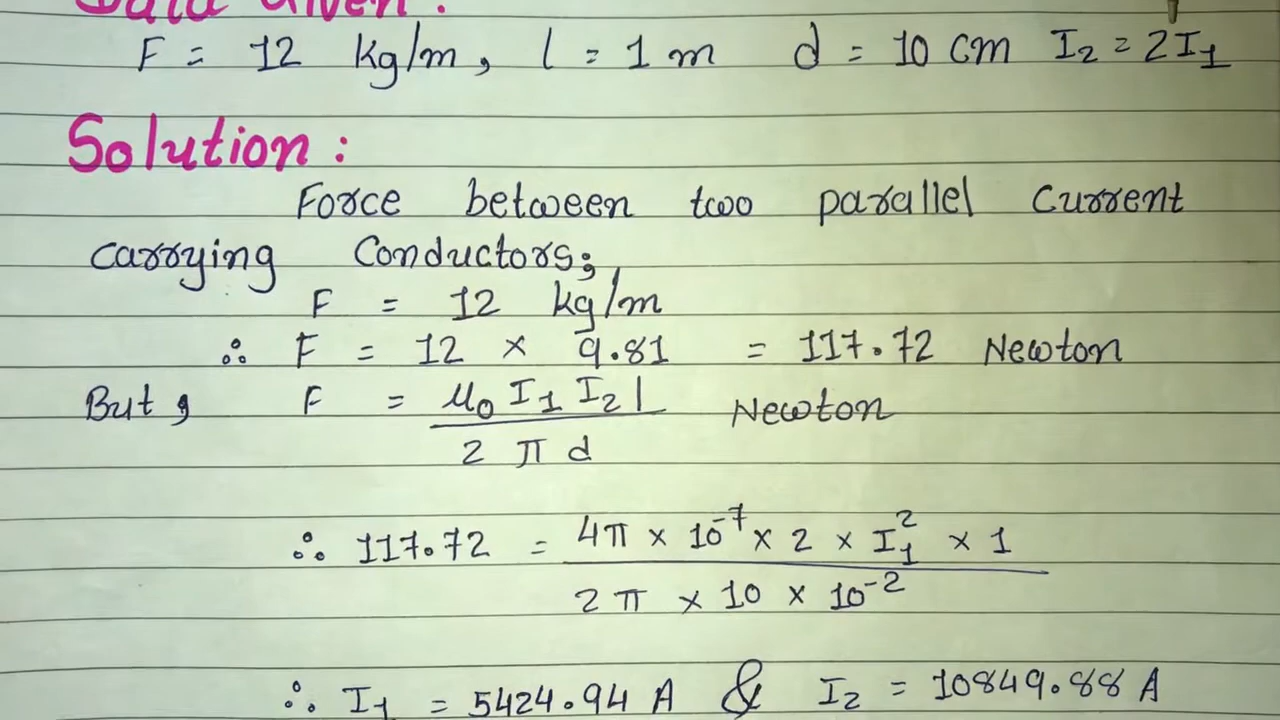 Data Given :
F = 12 kg/m, l = 1 m d = 10 cm I₂ = 2I₁
Solution :
Force between two parallel current
carrying Conductors;
F = 12 kg/m
∴ F = 12 × 9.81 = 117.72 Newton
But, F = μ₀ I₁ I₂ l / 2 π d Newton
∴ 117.72 = 4π × 10⁻⁷ × 2 × I₁² × 1 / 2 π × 10 × 10⁻²
∴ I₁ = 5424.94 A & I₂ = 10849.88 A